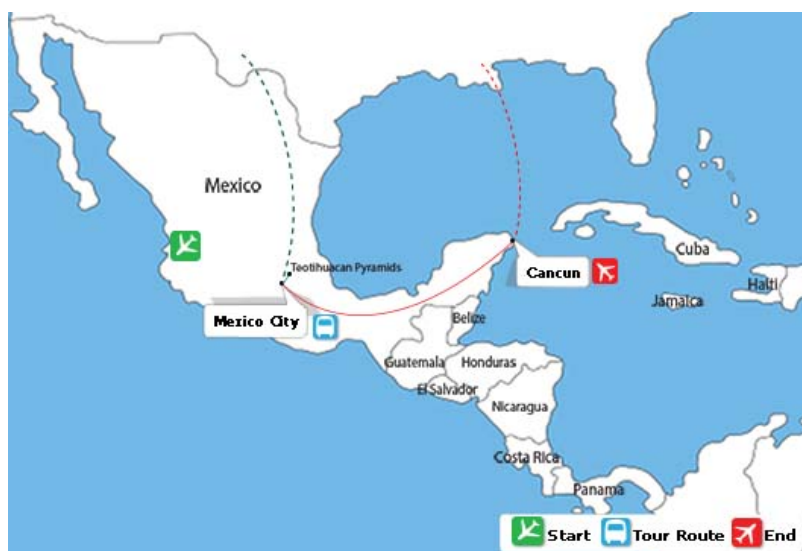 Mexico
Teotihuacan Pyramids
Mexico City
Cancun
Cuba
Haiti
Jamaica
Belize
Guatemala
Honduras
El Salvador
Nicaragua
Costa Rica
Panama
Start
Tour Route
End